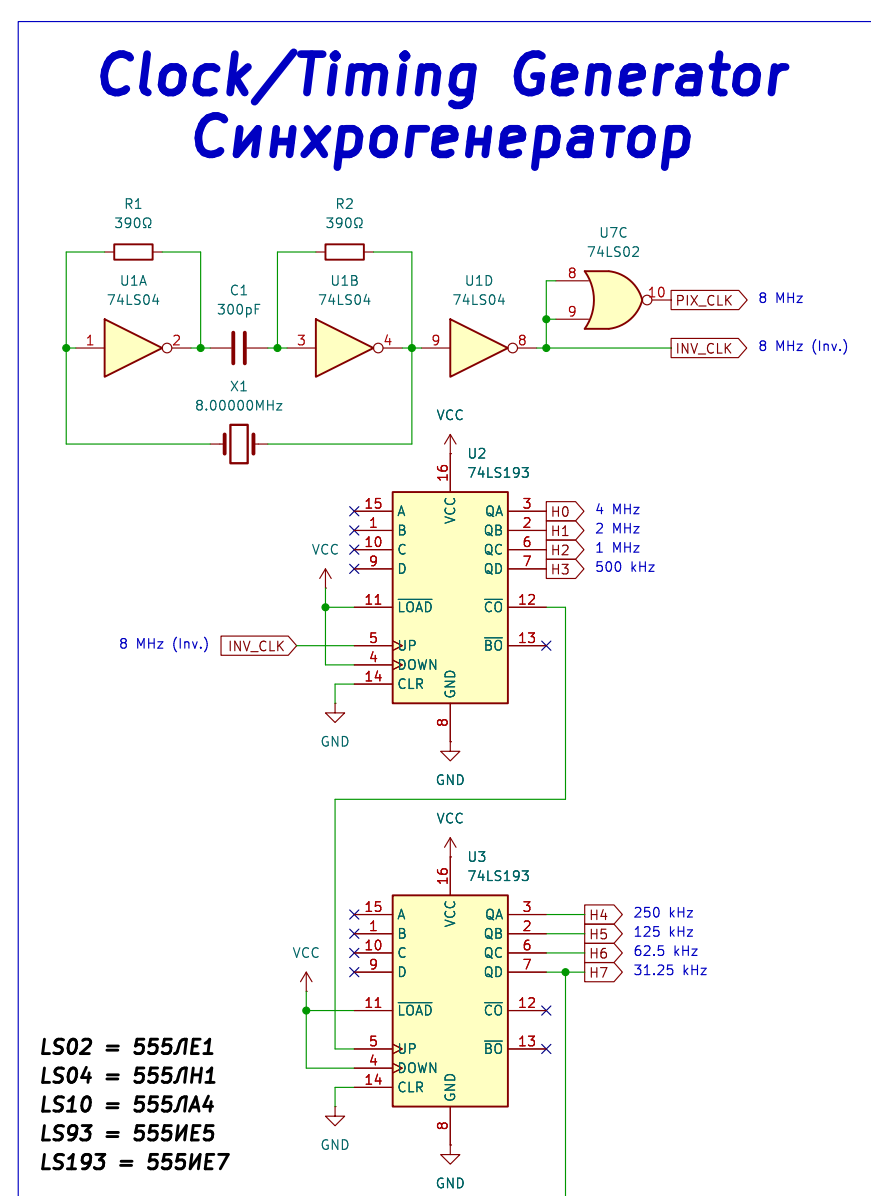 Clock/Timing Generator
Синхрогенератор
R1
390Ω
R2
390Ω
U7C
74LS02
U1A
74LS04
C1
300pF
U1B
74LS04
U1D
74LS04
8
9
10
PIX_CLK
8 MHz
1
2
3
4
9
8
INV_CLK
8 MHz (Inv.)
X1
8.00000MHz
VCC
16
U2
74LS193
VCC
15
A
QA
3
H0
4 MHz
1
B
QB
2
H1
2 MHz
10
C
QC
6
H2
1 MHz
9
D
QD
7
H3
500 kHz
VCC
11
LOAD
CO
12
8 MHz (Inv.)
INV_CLK
5
UP
BO
13
4
DOWN
14
CLR
GND
8
GND
GND
VCC
16
U3
74LS193
VCC
15
A
QA
3
H4
250 kHz
1
B
QB
2
H5
125 kHz
10
C
QC
6
H6
62.5 kHz
9
D
QD
7
H7
31.25 kHz
VCC
11
LOAD
CO
12
5
UP
BO
13
4
DOWN
14
CLR
GND
8
GND
GND
LS02 = 555ЛЕ1
LS04 = 555ЛН1
LS10 = 555ЛА4
LS93 = 555ИЕ5
LS193 = 555ИЕ7